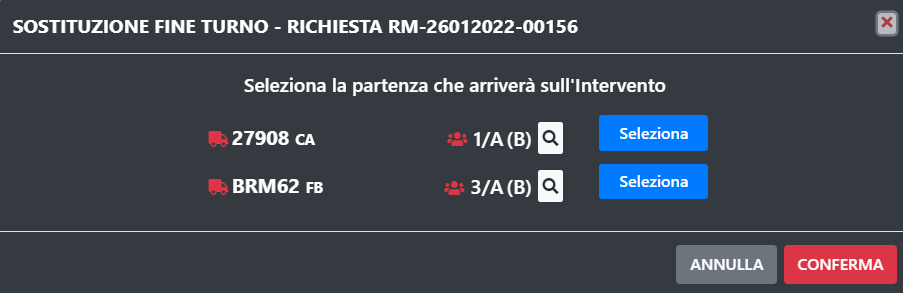 SOSTITUZIONE FINE TURNO - RICHIESTA RM-26012022-00156
Seleziona la partenza che arriverà sull'Intervento
27908 CA 1/A (B) Seleziona
BRM62 FB 3/A (B) Seleziona
ANNULLA CONFERMA